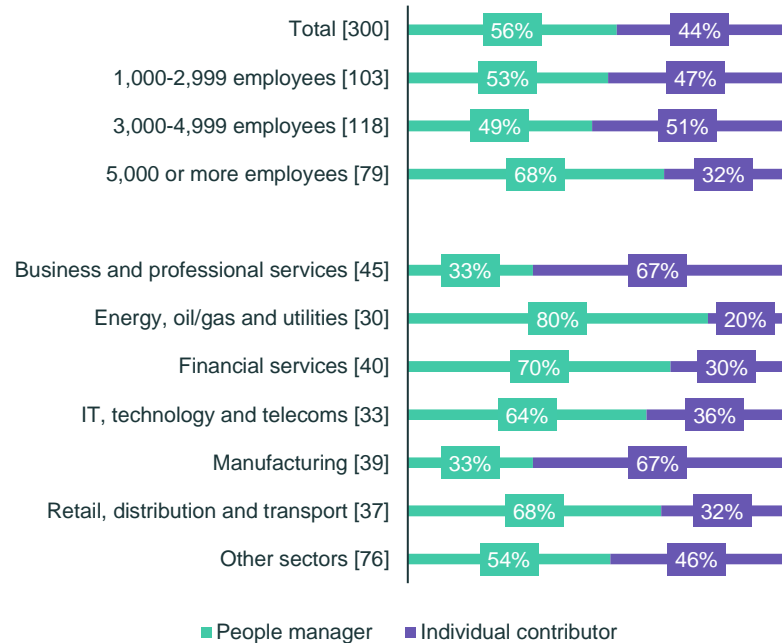 Total [300] 56% 44%
1,000-2,999 employees [103] 53% 47%
3,000-4,999 employees [118] 49% 51%
5,000 or more employees [79] 68% 32%
Business and professional services [45] 33% 67%
Energy, oil/gas and utilities [30] 80% 20%
Financial services [40] 70% 30%
IT, technology and telecoms [33] 64% 36%
Manufacturing [39] 33% 67%
Retail, distribution and transport [37] 68% 32%
Other sectors [76] 54% 46%
People manager Individual contributor